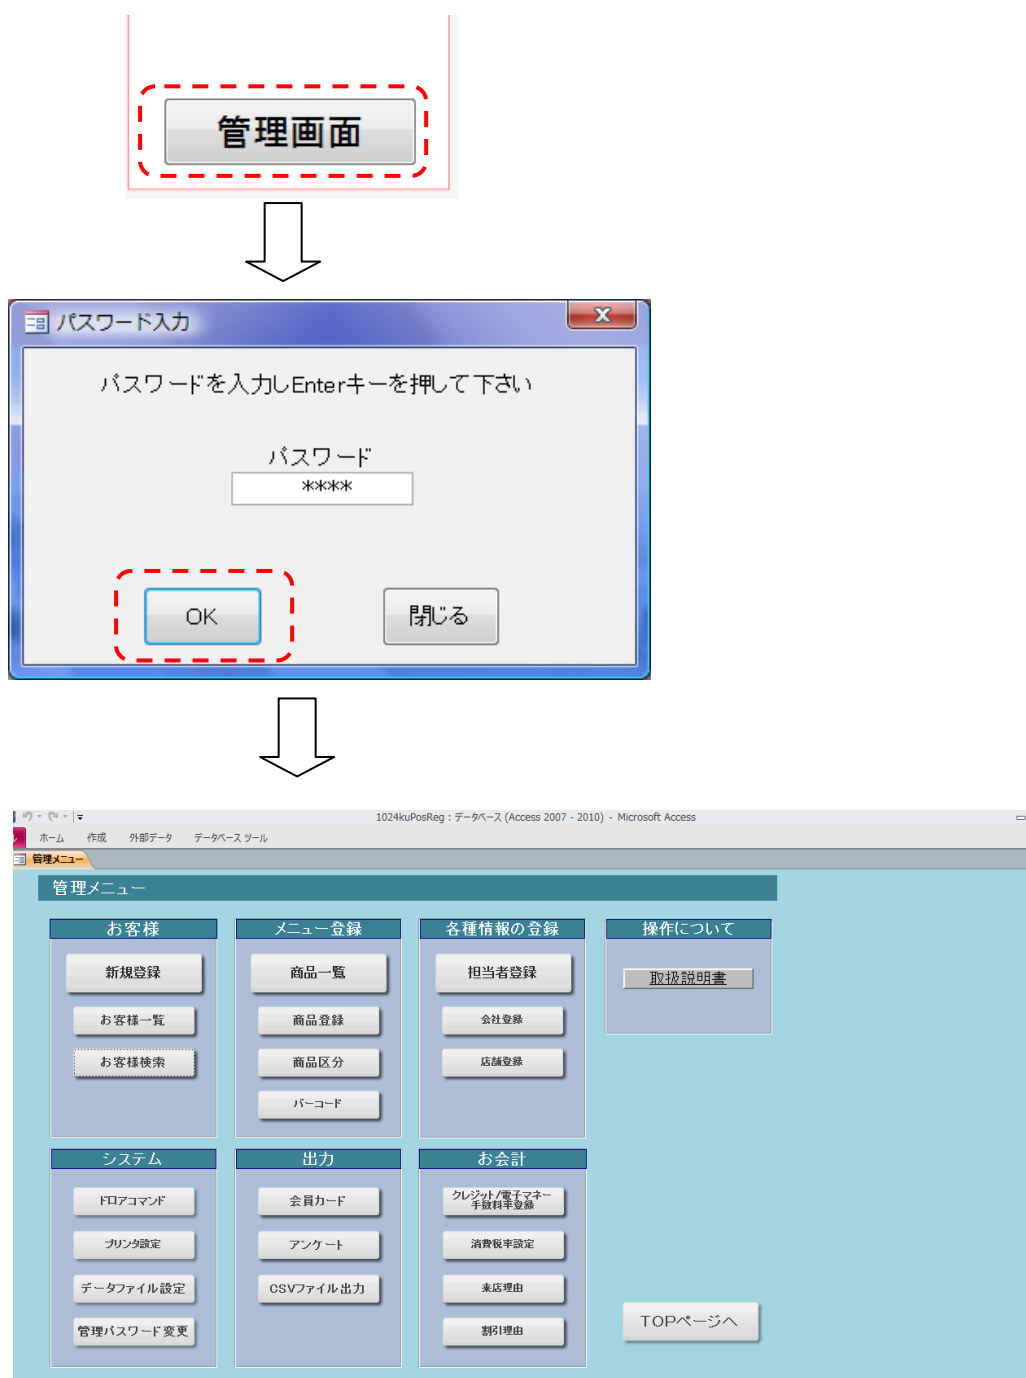 管理画面
パスワード入力
パスワードを入力しEnterキーを押して下さい
パスワード
****
OK
閉じる
1024kuPosReg : データベース (Access 2007 - 2010) - Microsoft Access
ホーム 作成 外部データ データベース ツール
管理メニュー
管理メニュー
お客様 メニュー登録 各種情報の登録 操作について
新規登録 商品一覧 担当者登録 取扱説明書
お客様一覧 商品登録 会社登録
お客様検索 商品区分 店舗登録
バーコード
システム 出力 お会計
ドロアコマンド 会員カード クレジット/電子マネー
手数料率登録
プリンタ設定 アンケート 消費税率設定
データファイル設定 CSVファイル出力 来店理由
管理パスワード変更 割引理由 TOPページへ